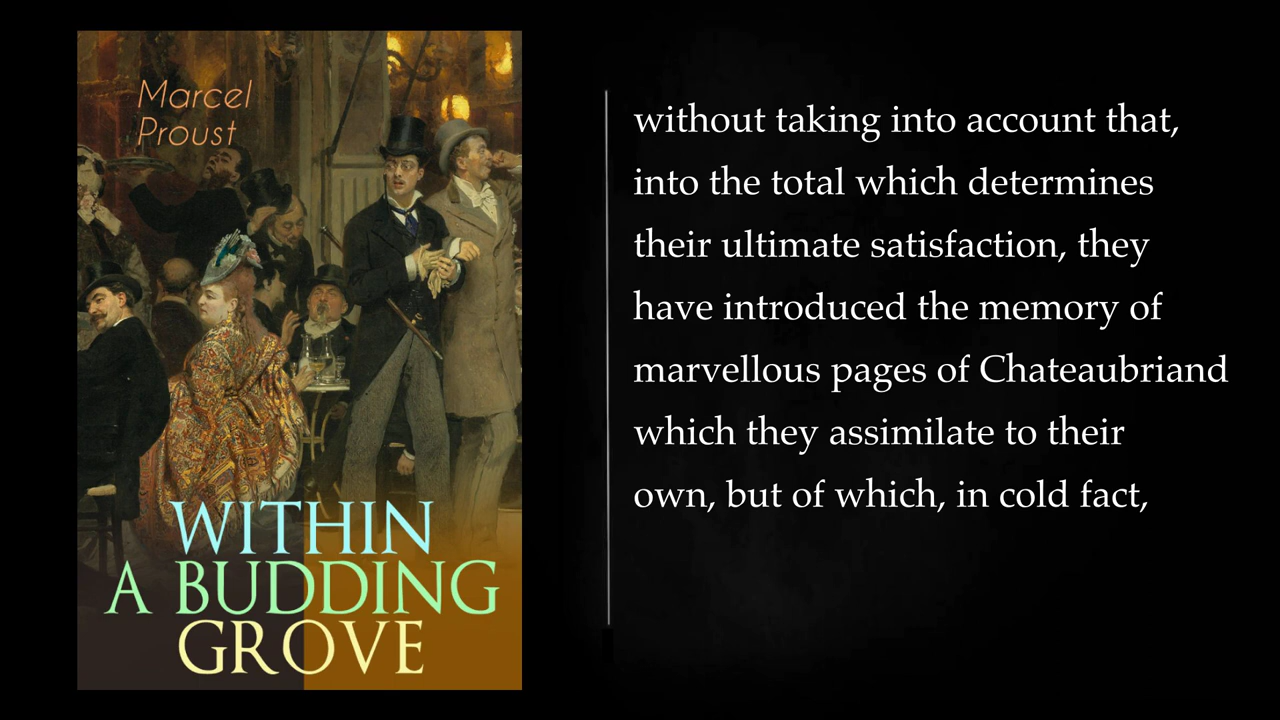 Marcel
Proust
WITHIN
A BUDDING
GROVE
without taking into account that,
into the total which determines
their ultimate satisfaction, they
have introduced the memory of
marvellous pages of Chateaubriand
which they assimilate to their
own, but of which, in cold fact,